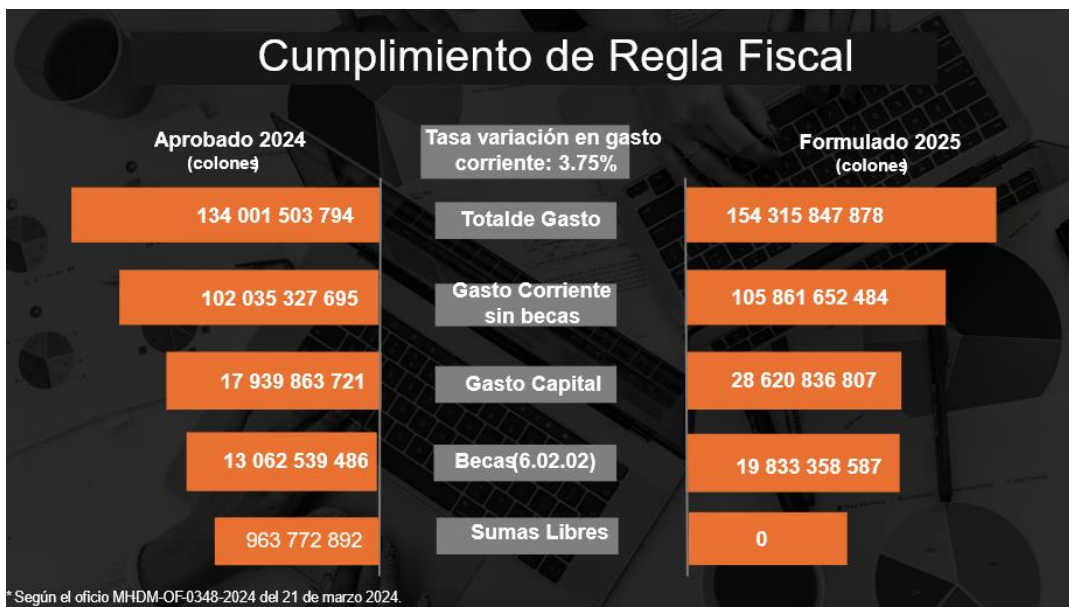 Cumplimiento de Regla Fiscal
Aprobado 2024
(colones)
Tasa variación en gasto
corriente: 3.75%
Formulado 2025
(colones)
134 001 503 794
Totalde Gasto
154 315 847 878
102 035 327 695
Gasto Corriente
sin becas
105 861 652 484
17 939 863 721
Gasto Capital
28 620 836 807
13 062 539 486
Becas(6.02.02)
19 833 358 587
963 772 892
Sumas Libres
0
* Según el oficio MHDM-OF-0348-2024 del 21 de marzo 2024.